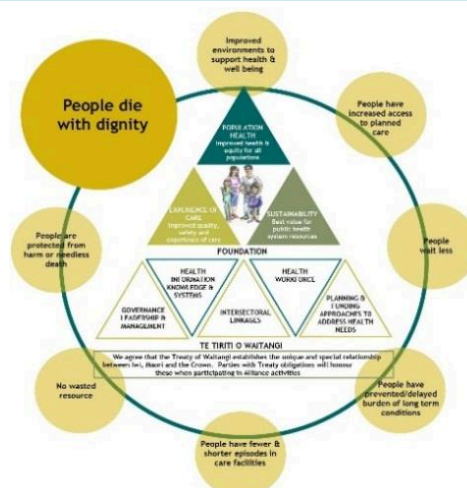 Improved
environments to
support health &
well being
People die
with dignity
People have
increased access
to planned
care
POPULATION
HEALTH
Improved health &
equity for all
populations
EXPERIENCE OF
CARE
Improved quality,
safety and
experience of care
SUSTAINABILITY
Best value for
public health
system resources
People are
protected from
harm or needless
death
People
wait less
FOUNDATION
HEALTH
INFORMATION
KNOWLEDGE &
SYSTEMS
HEALTH
WORKFORCE
GOVERNANCE
LEADERSHIP &
MANAGEMENT
INTERSECTORAL
LINKAGES
PLANNING &
FUNDING
APPROACHES TO
ADDRESS HEALTH
NEEDS
TE TIRITI O WAITANGI
We agree that the Treaty of Waitangi establishes the unique and special relationship
between Iwi, Maori and the Crown. Parties with Treaty obligations will honour
these when participating in Alliance activities
No wasted
resource
People have
prevented/delayed
burden of long term
conditions
People have fewer &
shorter episodes in
care facilities